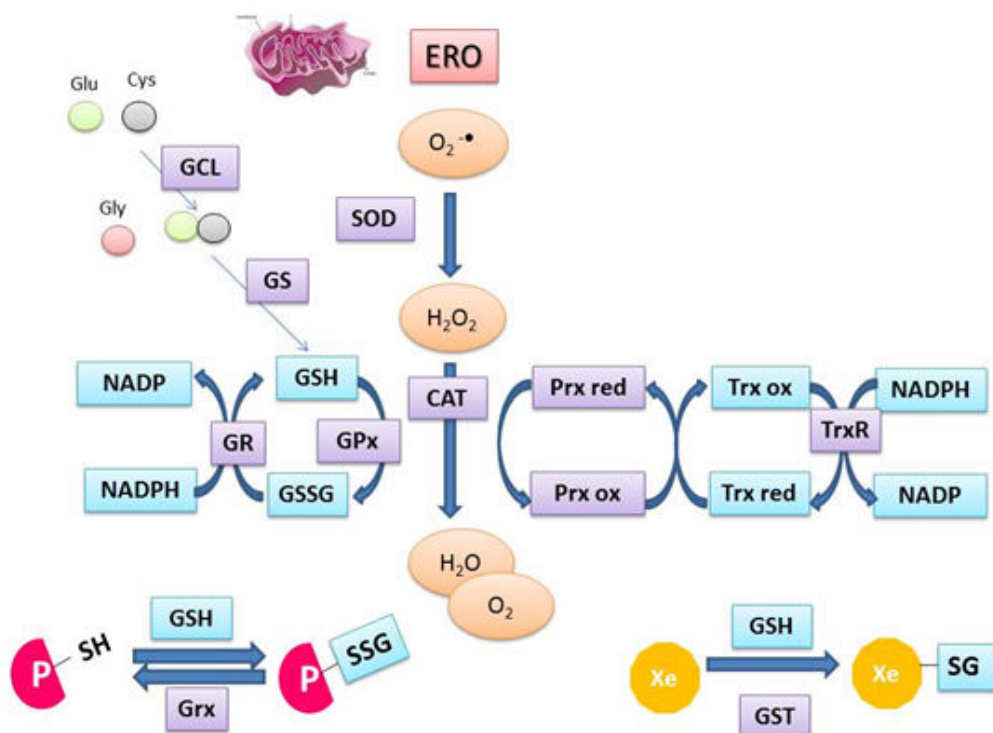 ERO
Glu
Cys
O₂⁻•
GCL
Gly
SOD
GS
H₂O₂
NADP
GSH
CAT
Prx red
Trx ox
NADPH
GR
GPx
TrxR
NADPH
GSSG
Prx ox
Trx red
NADP
H₂O
O₂
GSH
SH
P
P
SSG
Grx
GSH
Xe
Xe
SG
GST